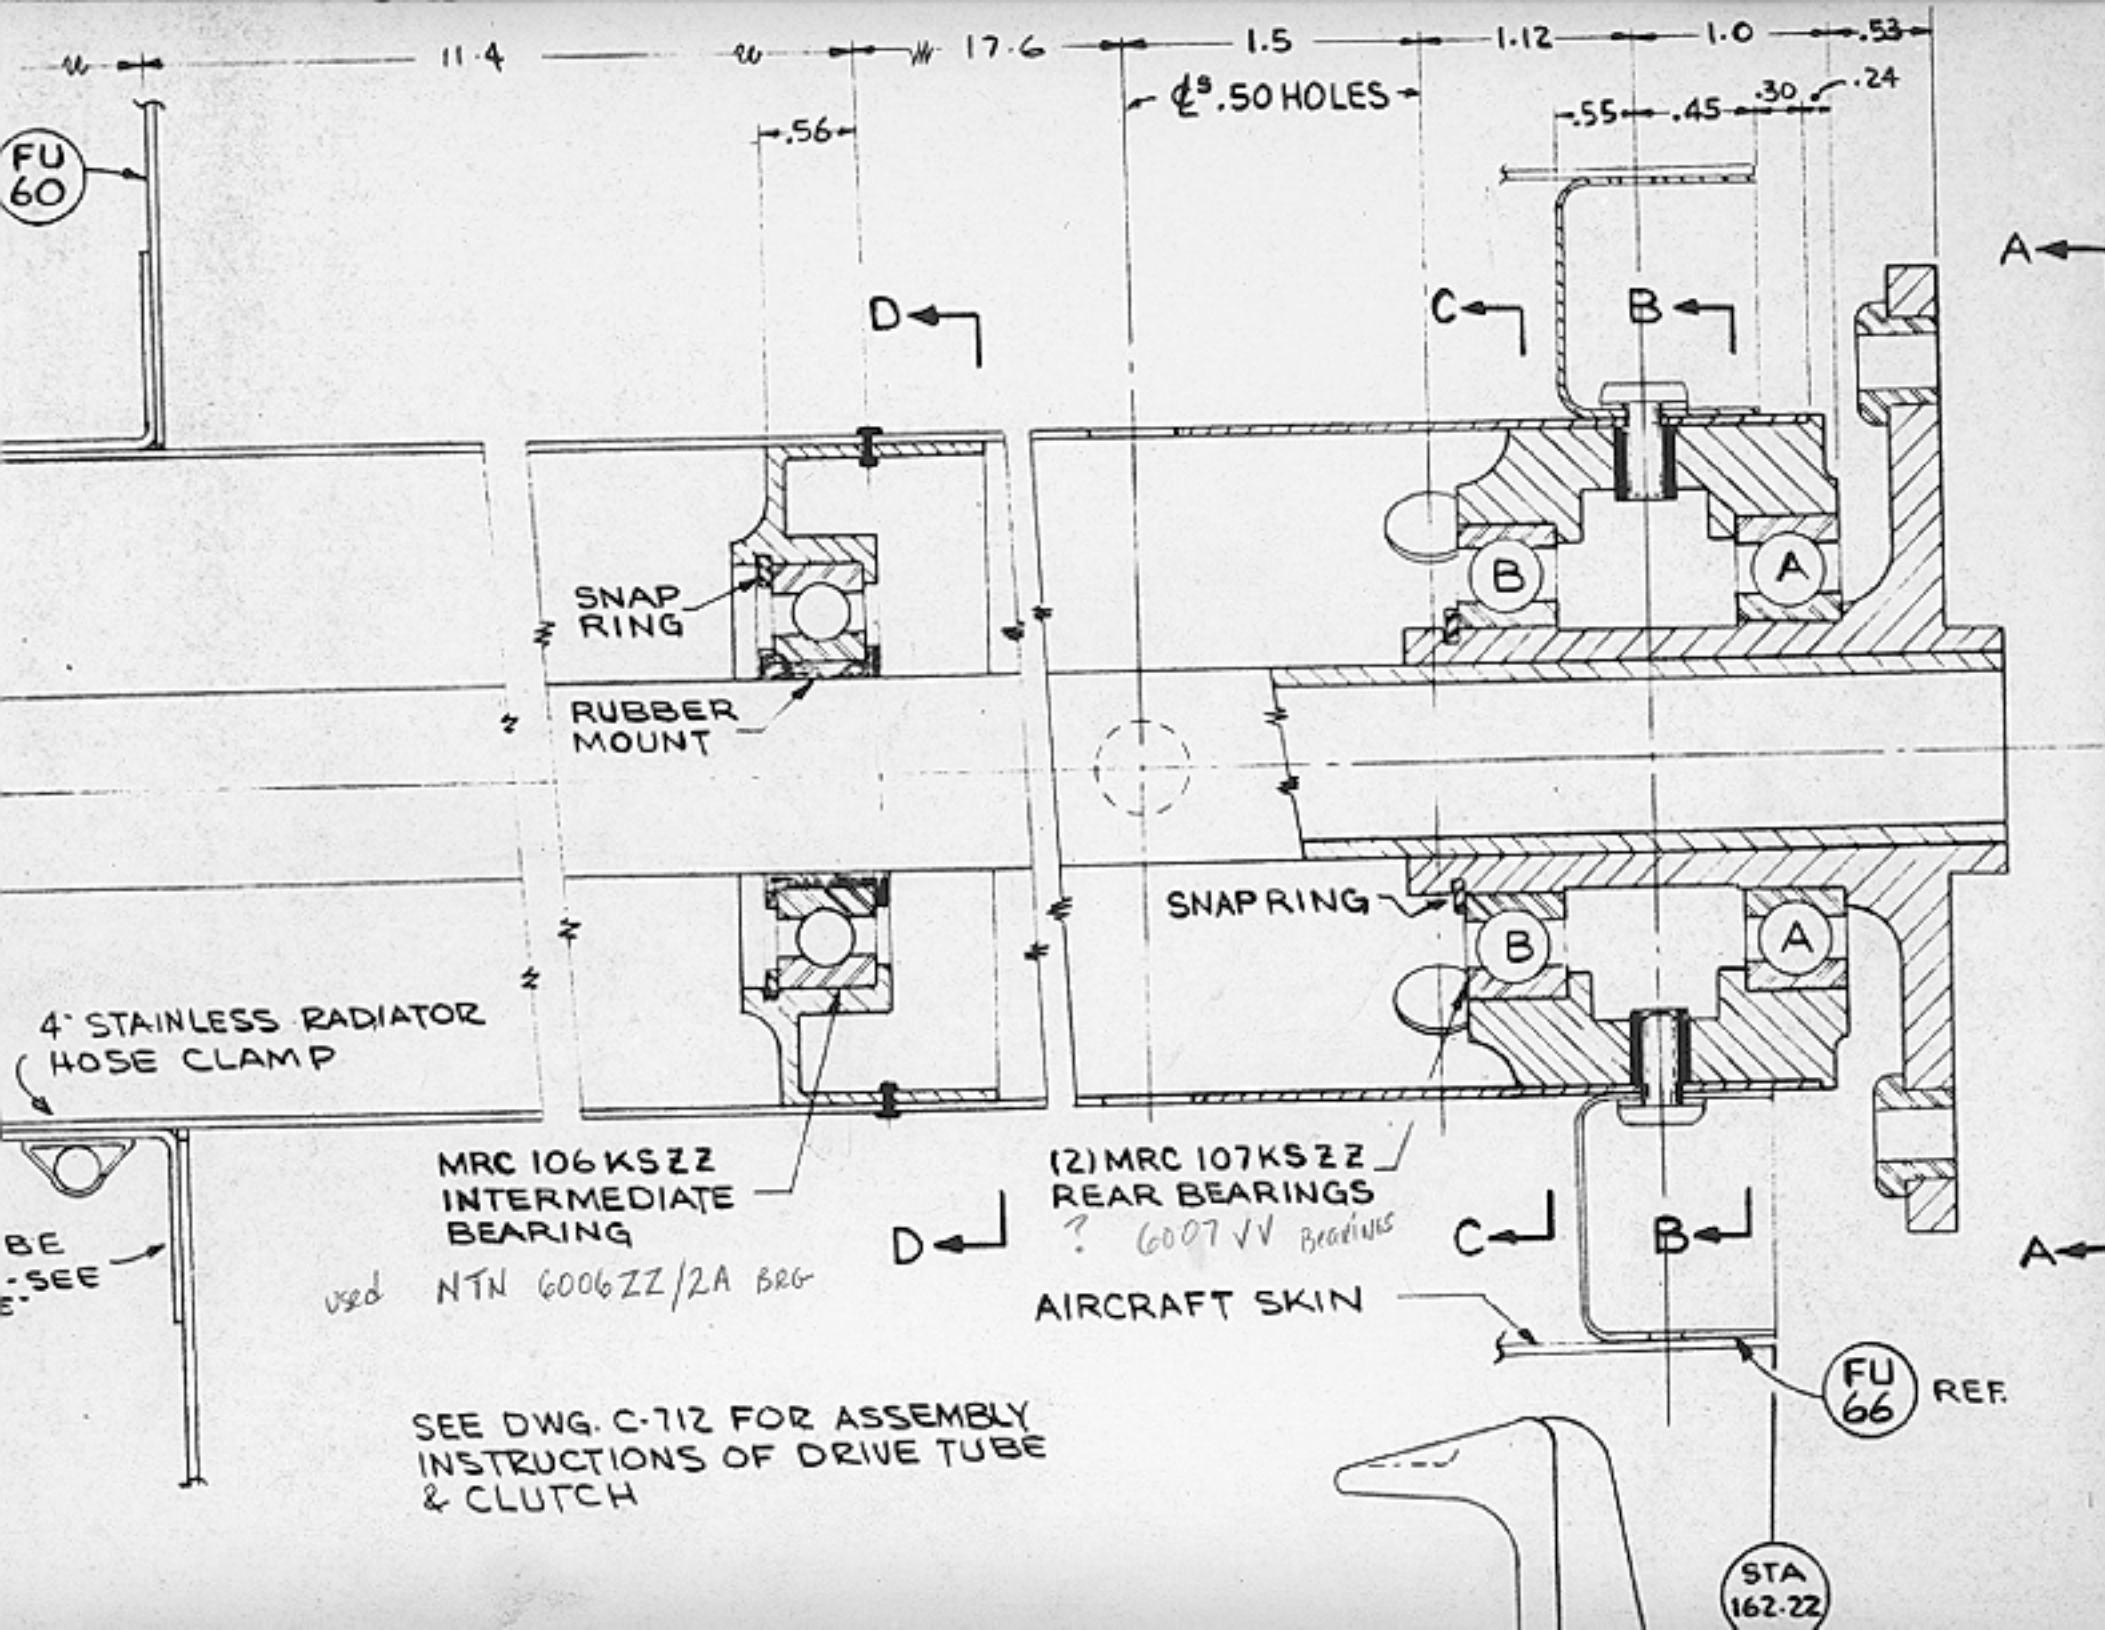 11.4
17.6
1.5
1.12
1.0
.53
₵s .50 HOLES
.56
.55
.45
.30
.24
FU
60
A
D
C
B
SNAP
RING
B
A
RUBBER
MOUNT
SNAP RING
B
A
4" STAINLESS RADIATOR
HOSE CLAMP
MRC 106 KSZZ
INTERMEDIATE
BEARING
used NTN 6006ZZ/2A BRG
(2) MRC 107KSZZ
REAR BEARINGS
? 6007 VV BEARINGS
D
C
B
A
BE
-SEE
E-
AIRCRAFT SKIN
FU
66
REF.
SEE DWG. C-712 FOR ASSEMBLY
INSTRUCTIONS OF DRIVE TUBE
& CLUTCH
STA
162.22